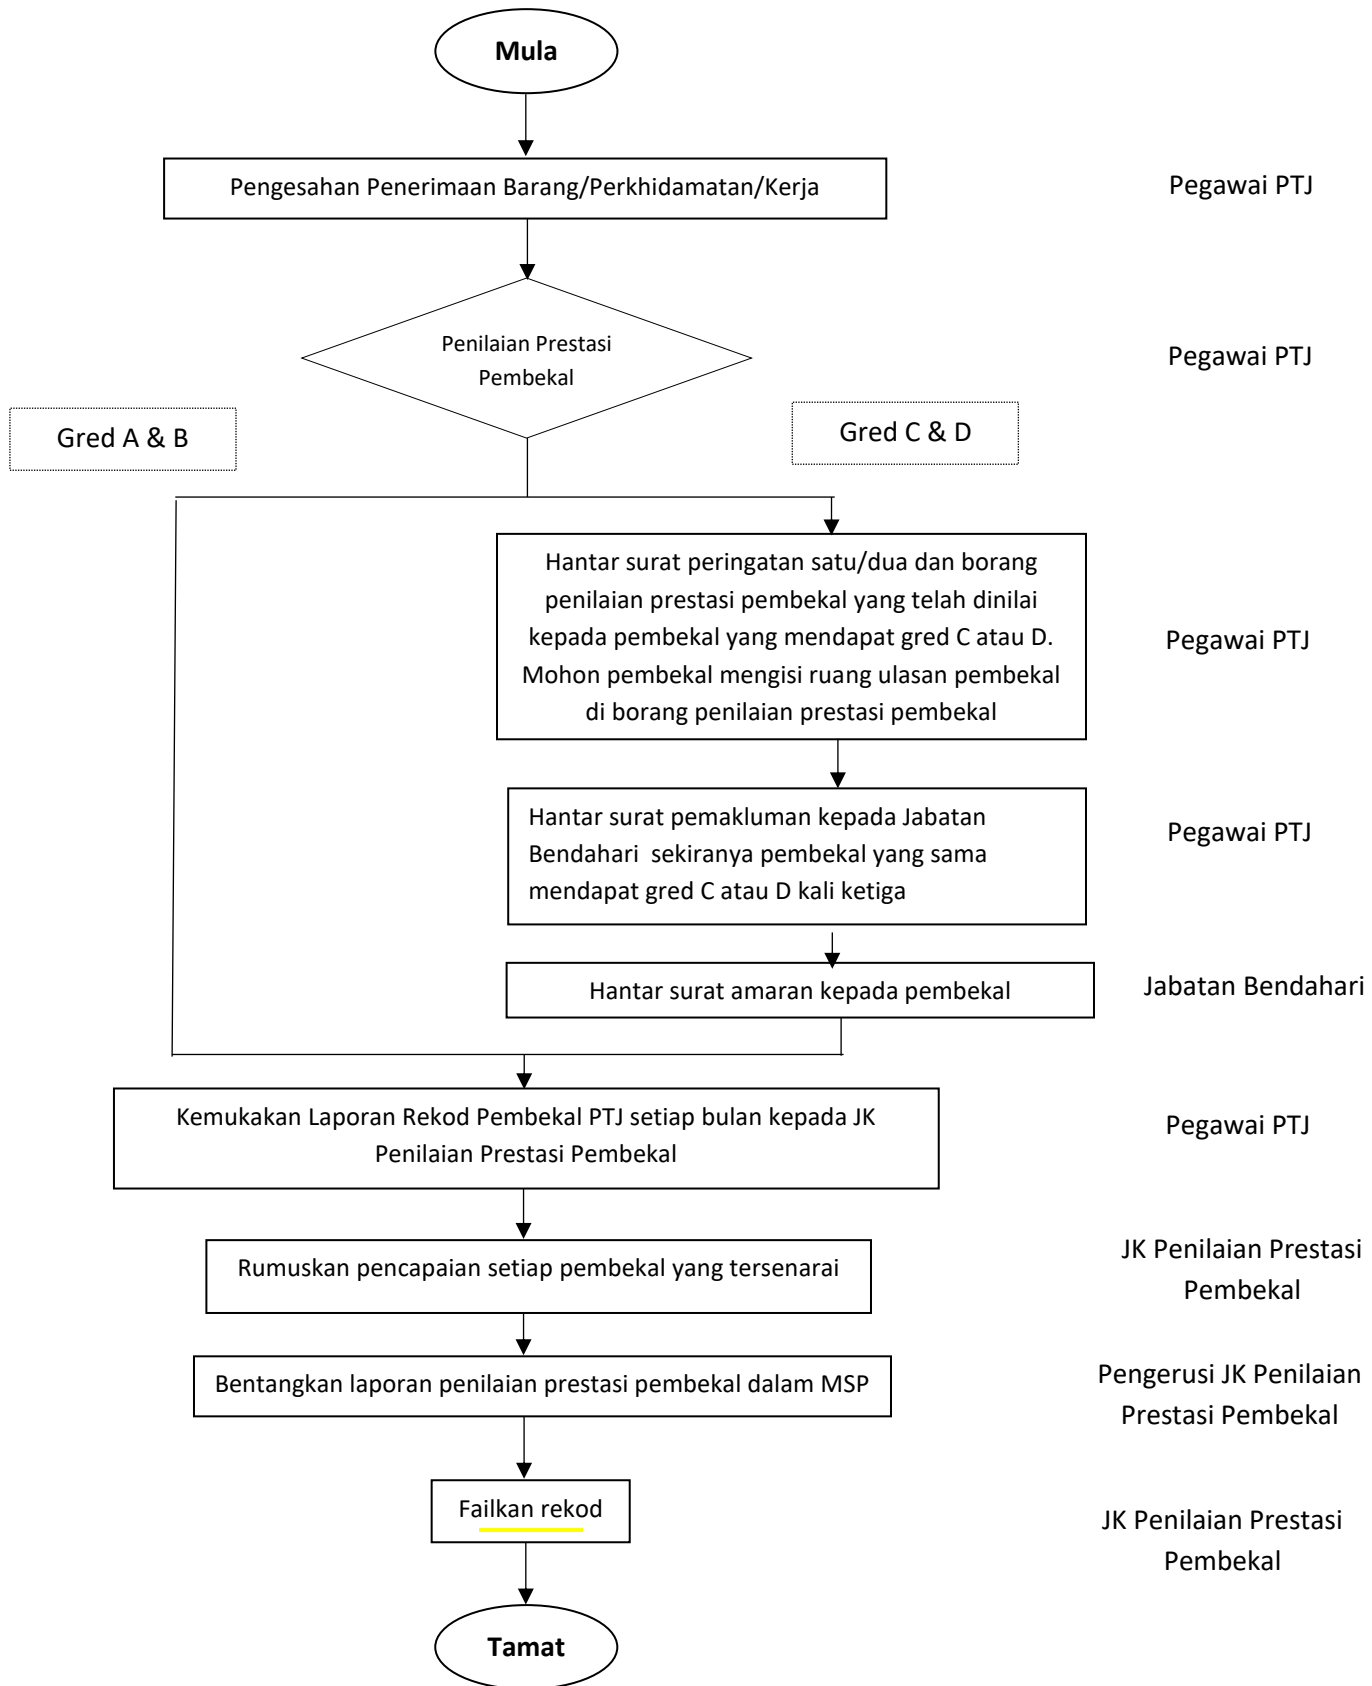 Mula
Pengesahan Penerimaan Barang/Perkhidamatan/Kerja
Pegawai PTJ
Penilaian Prestasi
Pembekal
Pegawai PTJ
Gred A & B
Gred C & D
Hantar surat peringatan satu/dua dan borang
penilaian prestasi pembekal yang telah dinilai
kepada pembekal yang mendapat gred C atau D.
Mohon pembekal mengisi ruang ulasan pembekal
di borang penilaian prestasi pembekal
Pegawai PTJ
Hantar surat pemakluman kepada Jabatan
Bendahari sekiranya pembekal yang sama
mendapat gred C atau D kali ketiga
Pegawai PTJ
Hantar surat amaran kepada pembekal
Jabatan Bendahari
Kemukakan Laporan Rekod Pembekal PTJ setiap bulan kepada JK
Penilaian Prestasi Pembekal
Pegawai PTJ
Rumuskan pencapaian setiap pembekal yang tersenarai
JK Penilaian Prestasi
Pembekal
Bentangkan laporan penilaian prestasi pembekal dalam MSP
Pengerusi JK Penilaian
Prestasi Pembekal
Failkan rekod
JK Penilaian Prestasi
Pembekal
Tamat